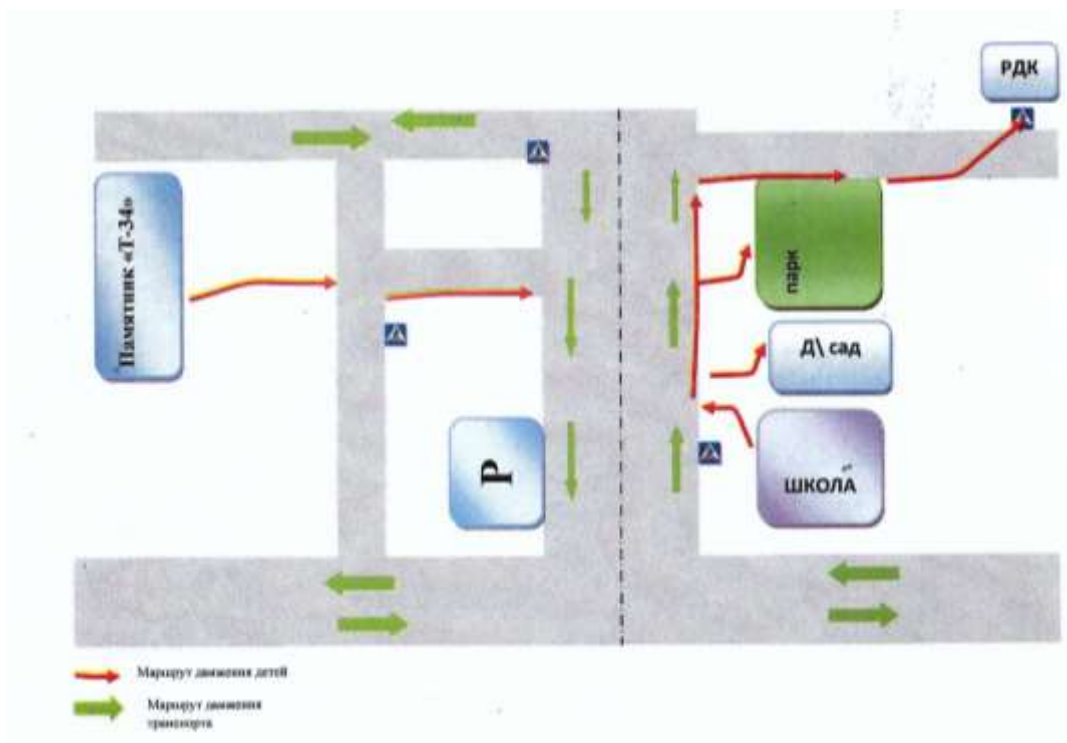 РДК
Памятник «Т-34»
парк
Д\ сад
Р
ШКОЛА
Маршрут движения детей
Маршрут движения
транспорта